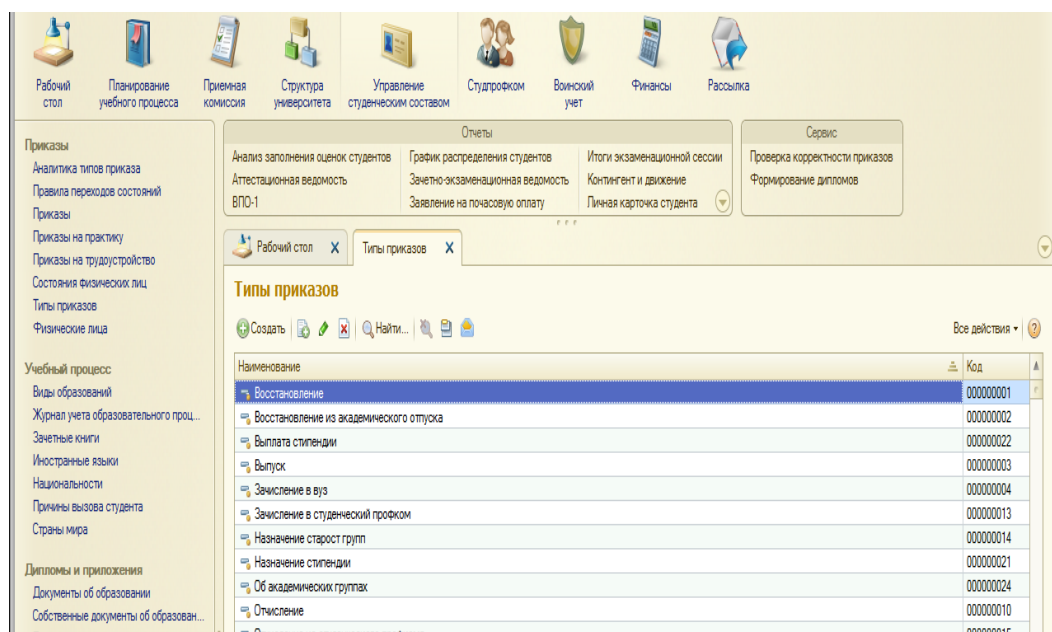 Рабочий стол
Планирование учебного процесса
Приемная комиссия
Структура университета
Управление студенческим составом
Студпрофком
Воинский учет
Финансы
Рассылка
Приказы
Аналитика типов приказа
Правила переходов состояний
Приказы
Приказы на практику
Приказы на трудоустройство
Состояния физических лиц
Типы приказов
Физические лица
Учебный процесс
Виды образований
Журнал учета образовательного проц...
Зачетные книги
Иностранные языки
Национальности
Причины вызова студента
Страны мира
Дипломы и приложения
Документы об образовании
Собственные документы об образован...
Отчеты
Анализ заполнения оценок студентов
График распределения студентов
Итоги экзаменационной сессии
Аттестационная ведомость
Зачетно-экзаменационная ведомость
Контингент и движение
ВПО-1
Заявление на почасовую оплату
Личная карточка студента
Сервис
Проверка корректности приказов
Формирование дипломов
Рабочий стол X
Типы приказов X
Типы приказов
Создать
Найти...
Все действия
?
Наименование Код
Восстановление 000000001
Восстановление из академического отпуска 000000002
Выплата стипендии 000000022
Выпуск 000000003
Зачисление в вуз 000000004
Зачисление в студенческий профком 000000013
Назначение старост групп 000000014
Назначение стипендии 000000021
Об академических группах 000000024
Отчисление 000000010
000000015